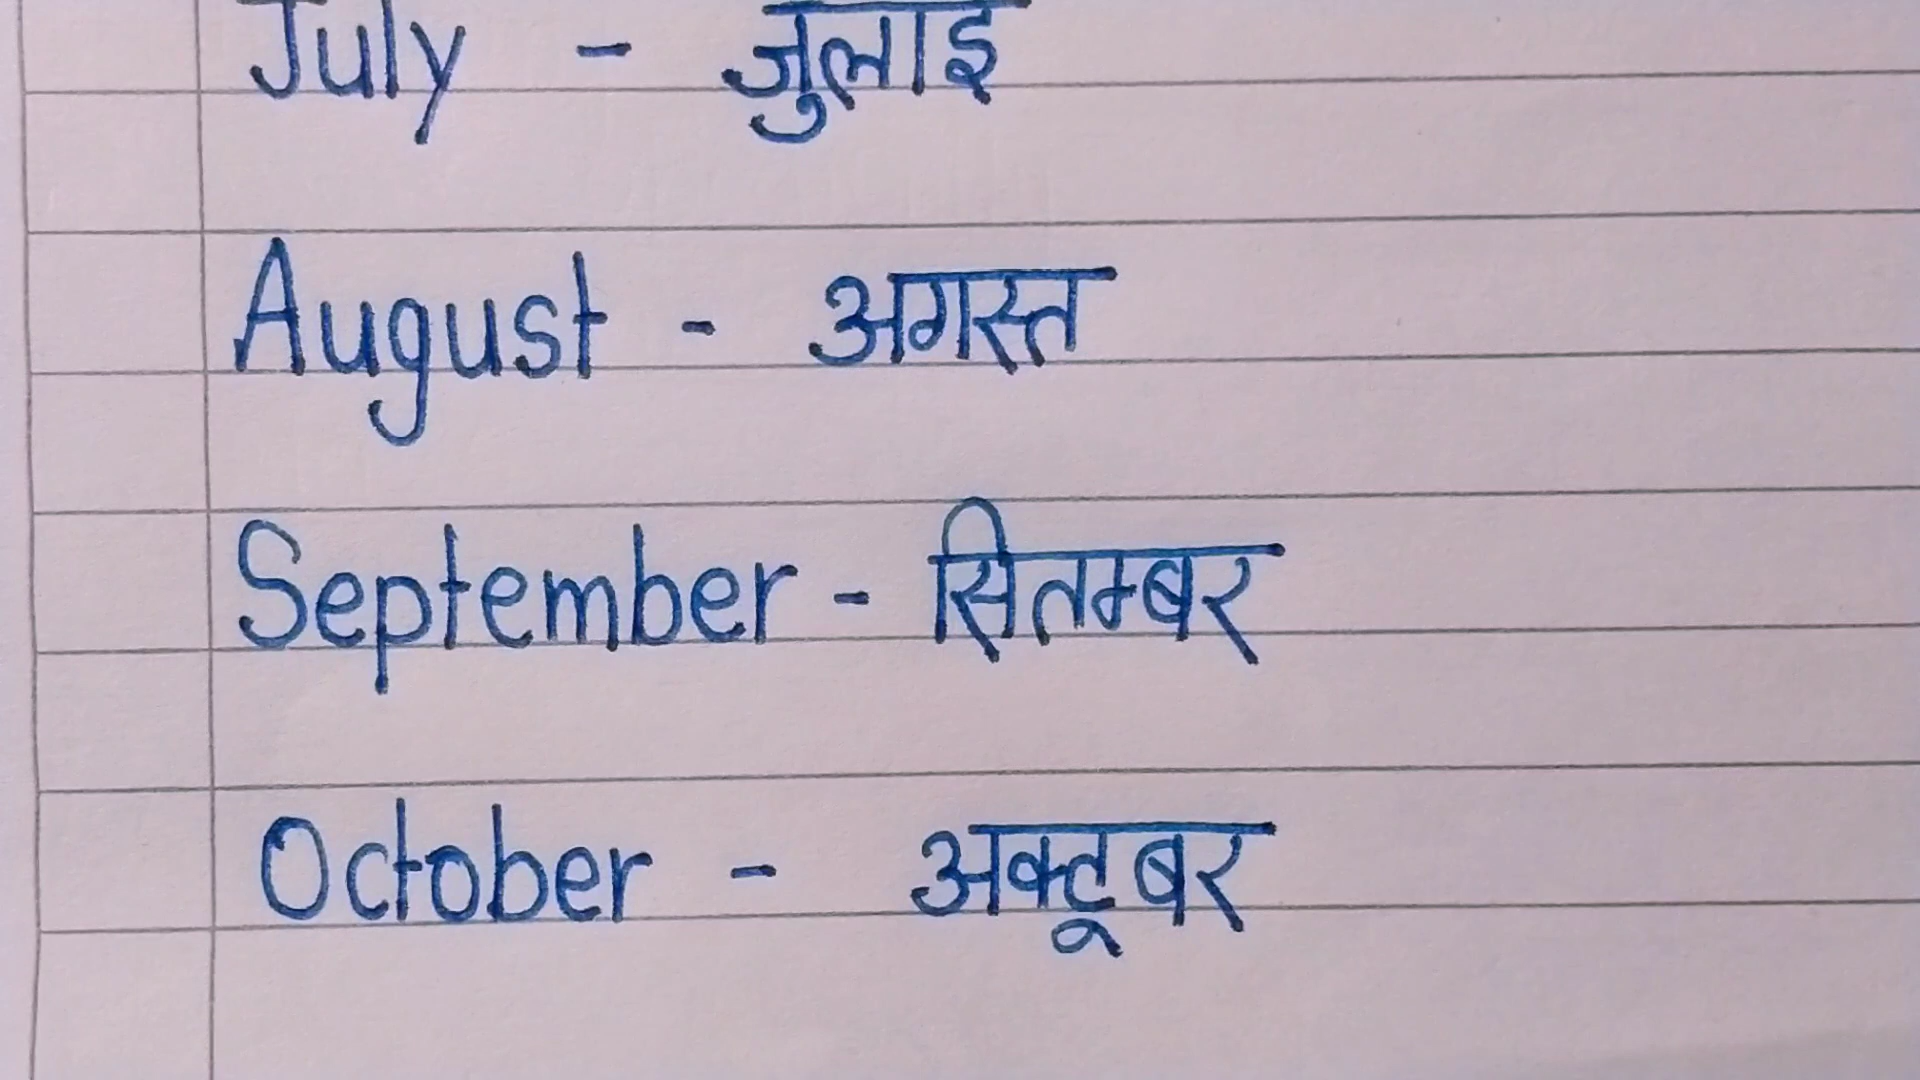 July - जुलाइ
August - अगस्त
September - सितम्बर
October - अक्टूबर